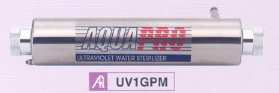 AQUAPRO
ULTRAVIOLET WATER STERILIZER
UV1GPM